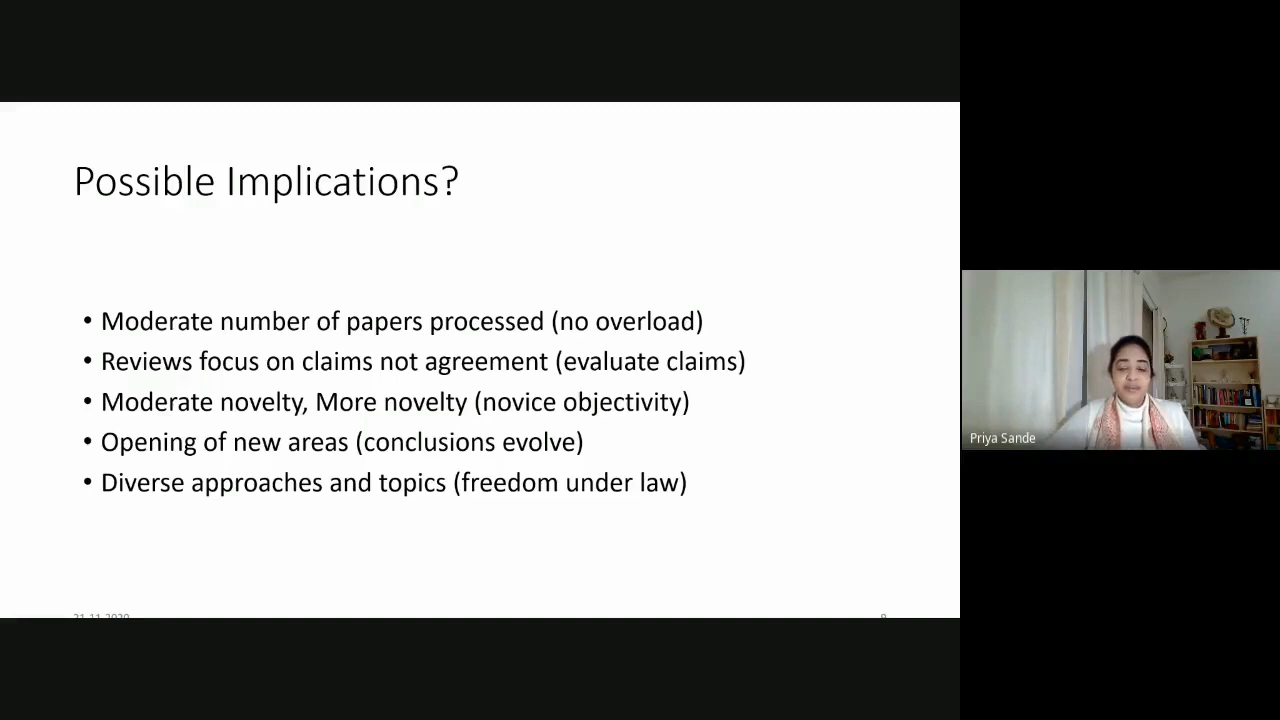 Possible Implications?
• Moderate number of papers processed (no overload)
• Reviews focus on claims not agreement (evaluate claims)
• Moderate novelty, More novelty (novice objectivity)
• Opening of new areas (conclusions evolve)
• Diverse approaches and topics (freedom under law)
Priya Sande